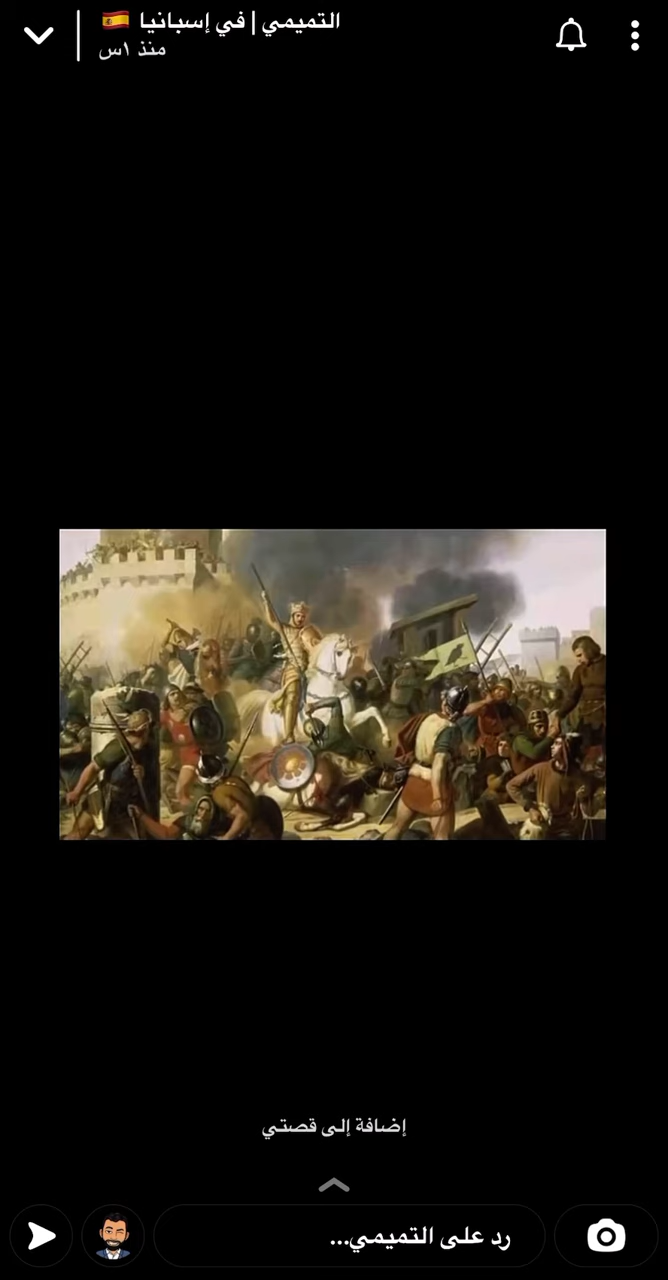 التميمي | في إسبانيا 🇪🇸
منذ ١س
إضافة إلى قصتي
رد على التميمي...